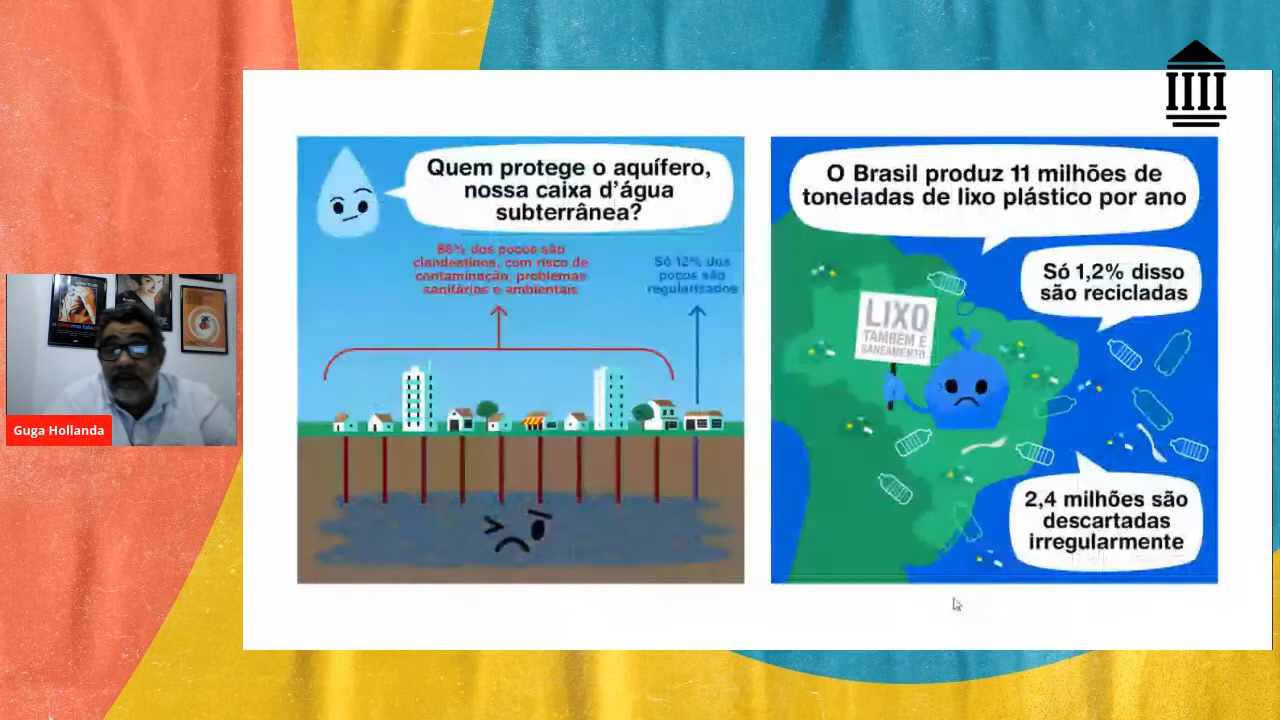 Quem protege o aquífero,
nossa caixa d'água
subterrânea?
88% dos poços são
clandestinos, com risco de
contaminação, problemas
sanitários e ambientais
Só 12% dos
poços são
regularizados
O Brasil produz 11 milhões de
toneladas de lixo plástico por ano
Só 1,2% disso
são recicladas
LIXO
TAMBÉM É
SANEAMENTO
2,4 milhões são
descartadas
irregularmente
Guga Hollanda